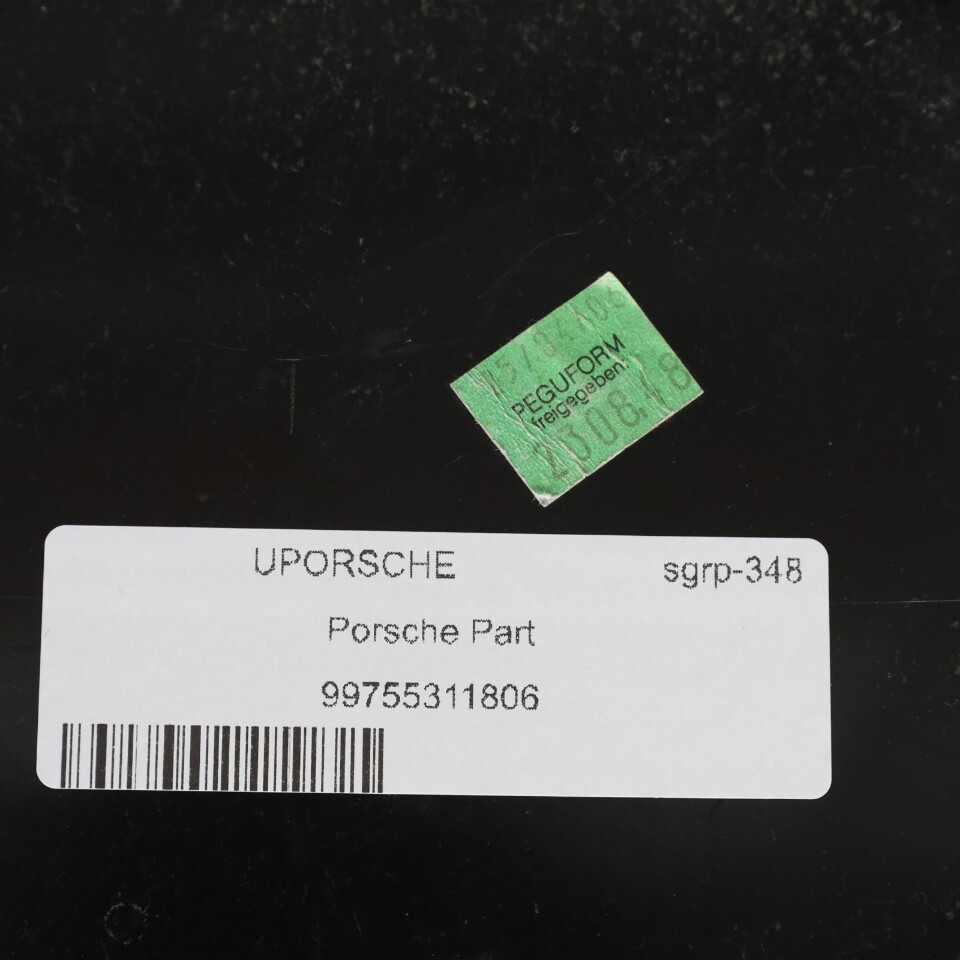 PEGUFORM
freigegeben:
UPORSCHE
sgrp-348
Porsche Part
99755311806